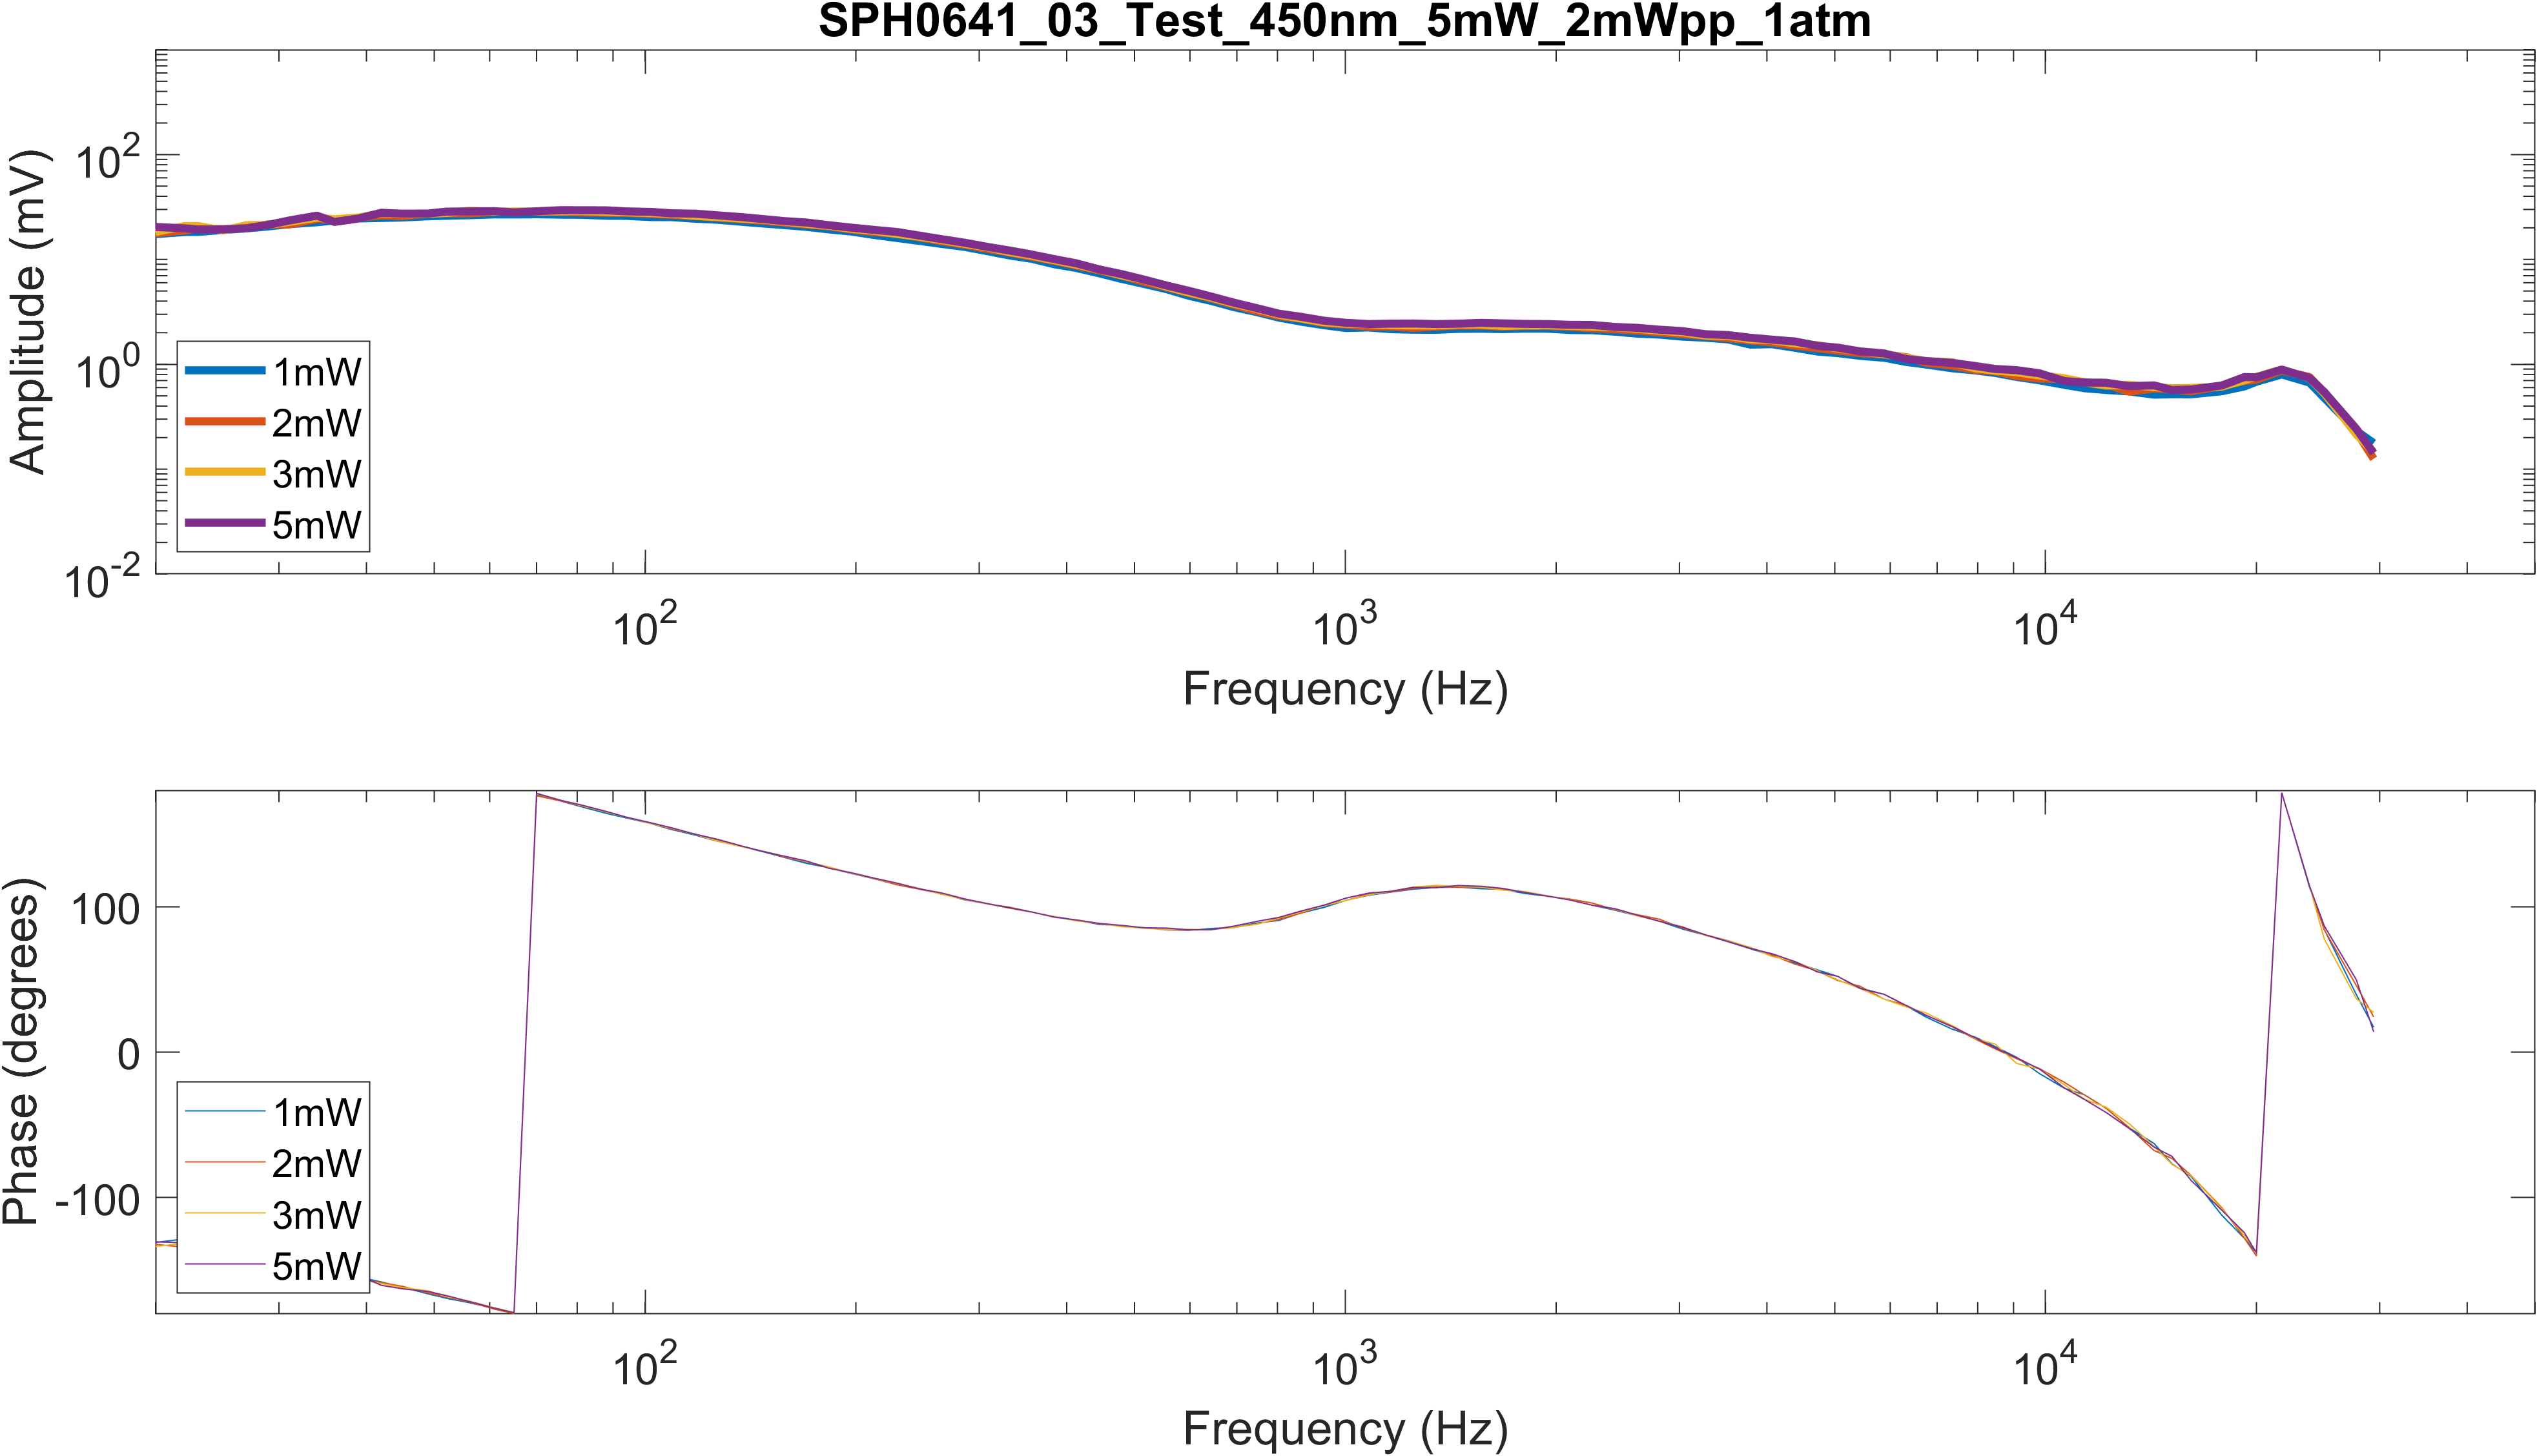 SPH0641_03_Test_450nm_5mW_2mWpp_1atm
Amplitude (mV)
10^2
10^0
10^-2
1mW
2mW
3mW
5mW
10^2 10^3 10^4
Frequency (Hz)
Phase (degrees)
100
0
-100
1mW
2mW
3mW
5mW
10^2 10^3 10^4
Frequency (Hz)